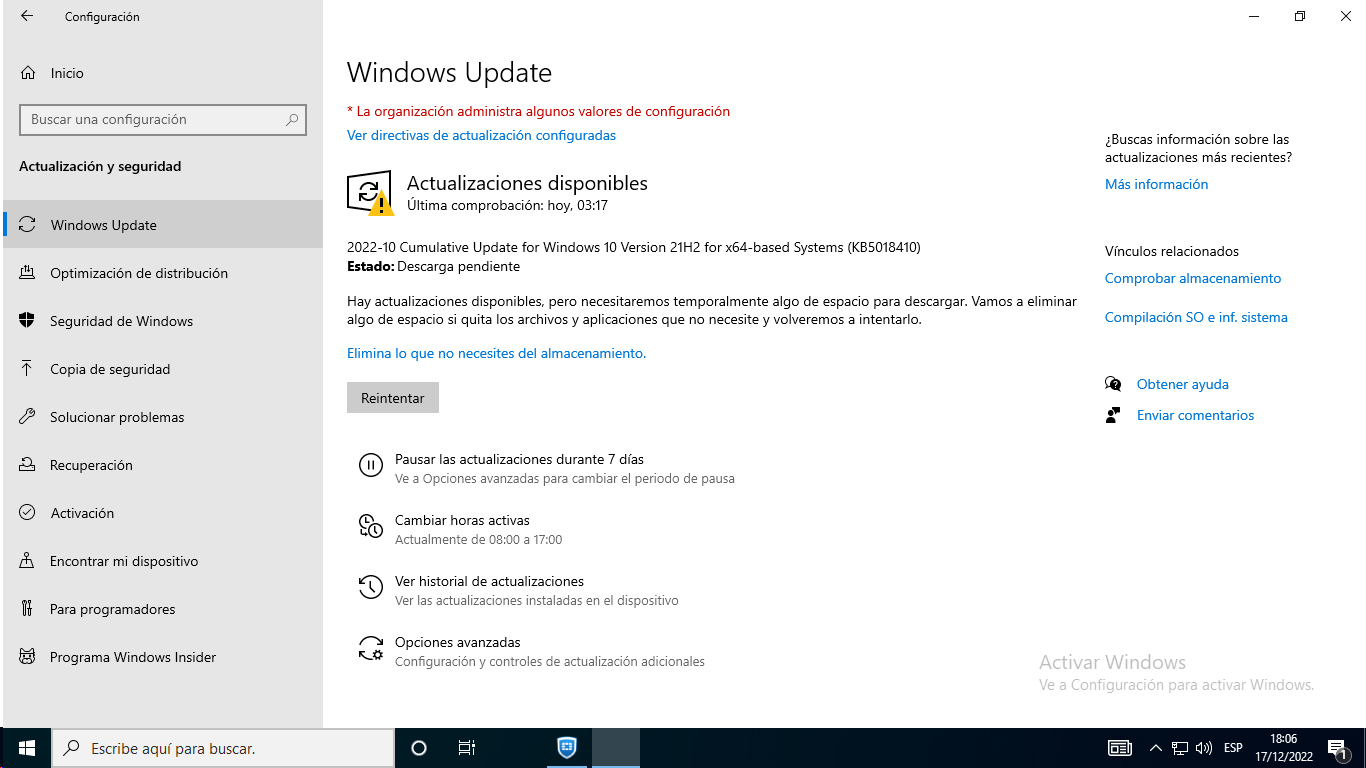 Configuración
Inicio
Buscar una configuración
Actualización y seguridad
Windows Update
Optimización de distribución
Seguridad de Windows
Copia de seguridad
Solucionar problemas
Recuperación
Activación
Encontrar mi dispositivo
Para programadores
Programa Windows Insider
Windows Update
* La organización administra algunos valores de configuración
Ver directivas de actualización configuradas
Actualizaciones disponibles
Última comprobación: hoy, 03:17
2022-10 Cumulative Update for Windows 10 Version 21H2 for x64-based Systems (KB5018410)
Estado: Descarga pendiente
Hay actualizaciones disponibles, pero necesitaremos temporalmente algo de espacio para descargar. Vamos a eliminar
algo de espacio si quita los archivos y aplicaciones que no necesite y volveremos a intentarlo.
Elimina lo que no necesites del almacenamiento.
Reintentar
Pausar las actualizaciones durante 7 días
Ve a Opciones avanzadas para cambiar el periodo de pausa
Cambiar horas activas
Actualmente de 08:00 a 17:00
Ver historial de actualizaciones
Ver las actualizaciones instaladas en el dispositivo
Opciones avanzadas
Configuración y controles de actualización adicionales
¿Buscas información sobre las
actualizaciones más recientes?
Más información
Vínculos relacionados
Comprobar almacenamiento
Compilación SO e inf. sistema
Obtener ayuda
Enviar comentarios
Activar Windows
Ve a Configuración para activar Windows.
Escribe aquí para buscar.
ESP
18:06
17/12/2022
1